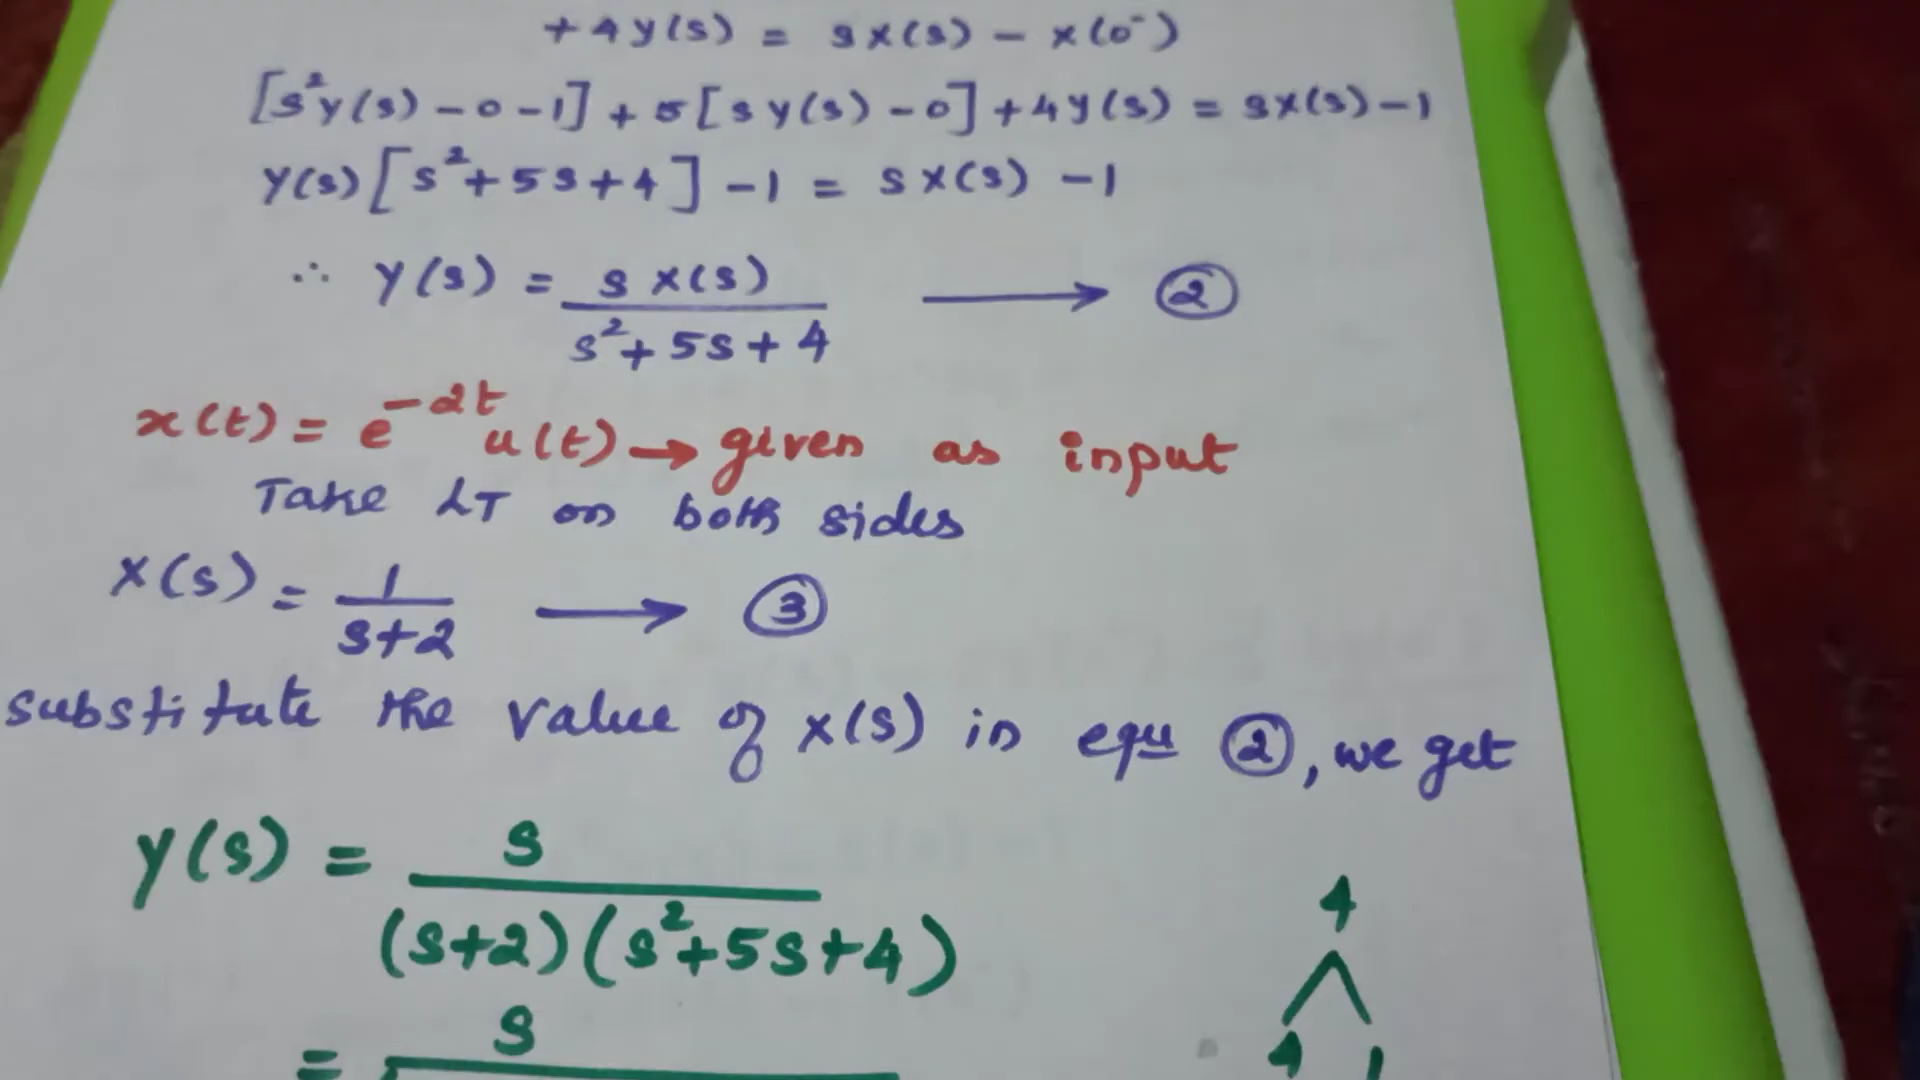 + 4y(s) = sx(s) - x(0⁻)
[s²y(s) - 0 - 1] + 5[sy(s) - 0] + 4y(s) = sx(s) - 1
Y(s)[s² + 5s + 4] - 1 = sX(s) - 1
∴ Y(s) = s X(s) / s² + 5s + 4 ⟶ ②
x(t) = e^-2t u(t) → given as input
Take LT on both sides
X(s) = 1 / s+2 ⟶ ③
substitute the value of x(s) in equ ②, we get
y(s) = s / (s+2)(s²+5s+4)
4
4 1
= s